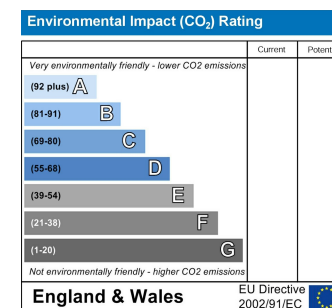 Environmental Impact (CO₂) Rating
Current Potent
Very environmentally friendly - lower CO2 emissions
(92 plus) A
(81-91) B
(69-80) C
(55-68) D
(39-54) E
(21-38) F
(1-20) G
Not environmentally friendly - higher CO2 emissions
England & Wales
EU Directive
2002/91/EC